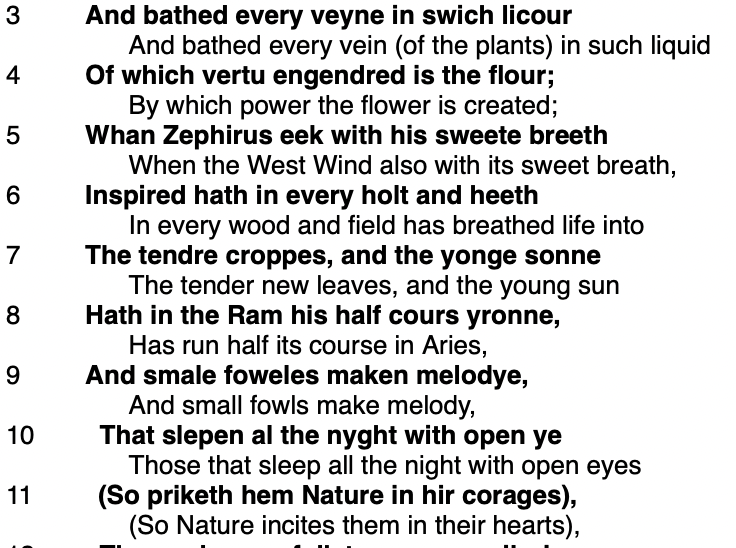 3 And bathed every veyne in swich licour
And bathed every vein (of the plants) in such liquid
4 Of which vertu engendred is the flour;
By which power the flower is created;
5 Whan Zephirus eek with his sweete breeth
When the West Wind also with its sweet breath,
6 Inspired hath in every holt and heeth
In every wood and field has breathed life into
7 The tendre croppes, and the yonge sonne
The tender new leaves, and the young sun
8 Hath in the Ram his half cours yronne,
Has run half its course in Aries,
9 And smale foweles maken melodye,
And small fowls make melody,
10 That slepen al the nyght with open ye
Those that sleep all the night with open eyes
11 (So priketh hem Nature in hir corages),
(So Nature incites them in their hearts),